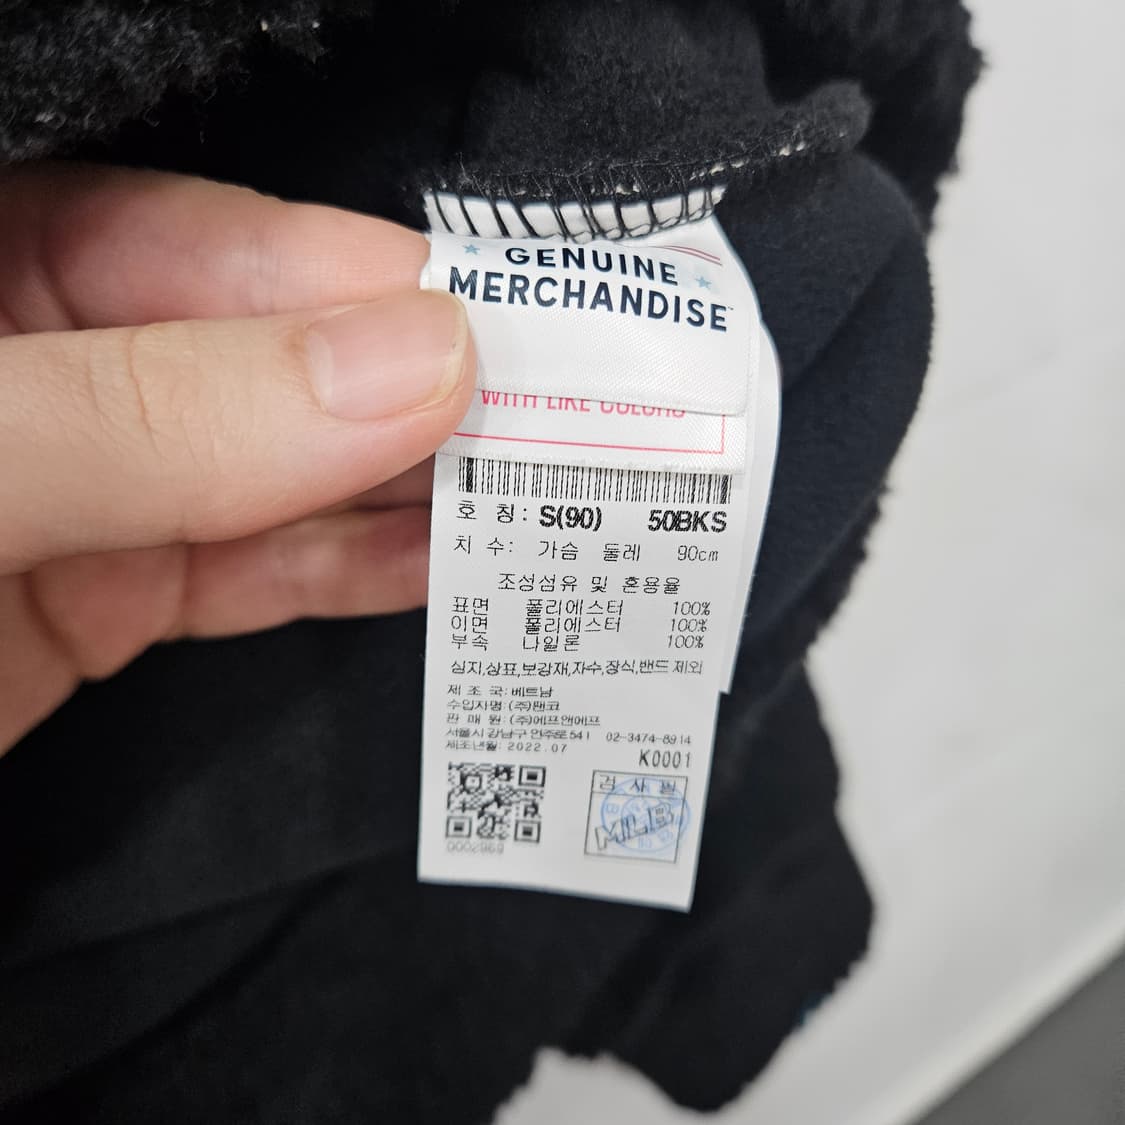 GENUINE
MERCHANDISE™
WITH LIKE COLORS
호 칭: S(90) 50BKS
치 수: 가슴 둘레 90cm
조성섬유 및 혼용율
표면 폴리에스터 100%
이면 폴리에스터 100%
부속 나일론 100%
심지,상표,보강재,자수,장식,밴드 제외
제 조 국: 베트남
수입자명: (주)팬코
판 매 원: (주)에프앤에프
서울시 강남구 언주로 541 02-3474-8914
제조년월: 2022.07
K0001
검 사 필
MLB
0002969